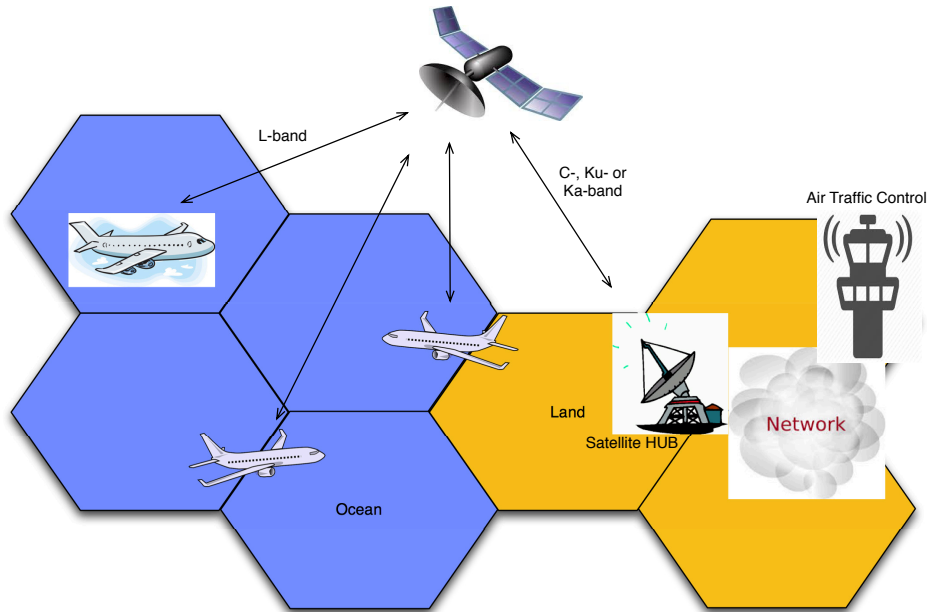 L-band
C-, Ku- or
Ka-band
Air Traffic Control
Land
Network
Satellite HUB
Ocean